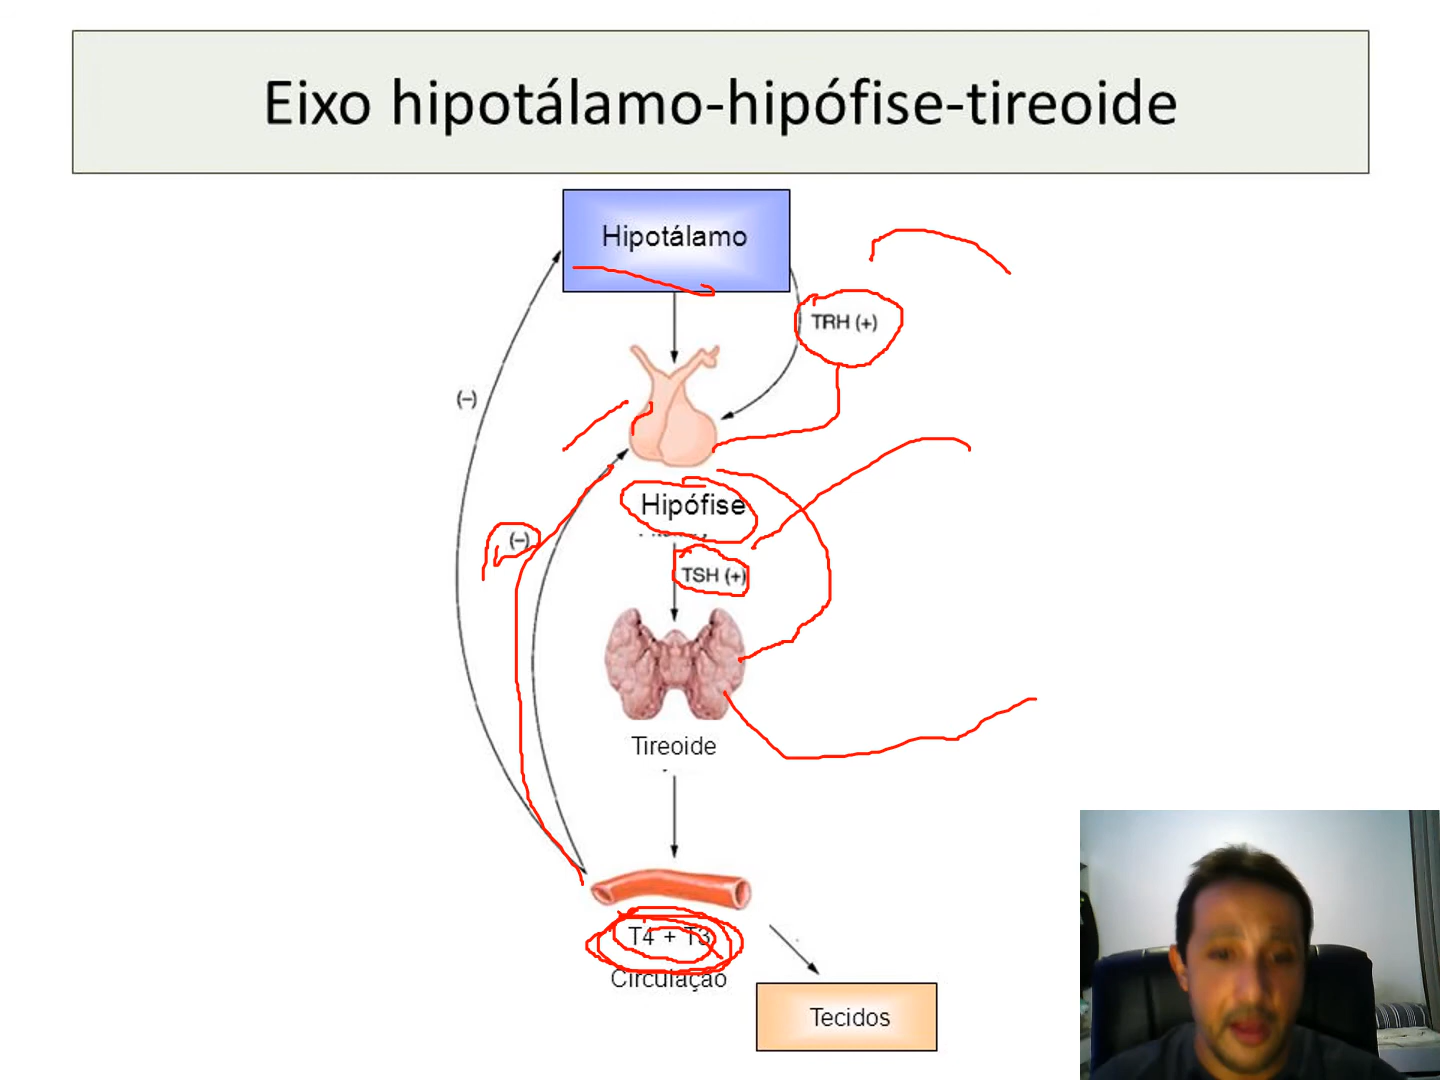 Eixo hipotálamo-hipófise-tireoide
Hipotálamo
TRH (+)
(–)
Hipófise
(–)
TSH (+)
Tireoide
T4 + T3
Circulação
Tecidos